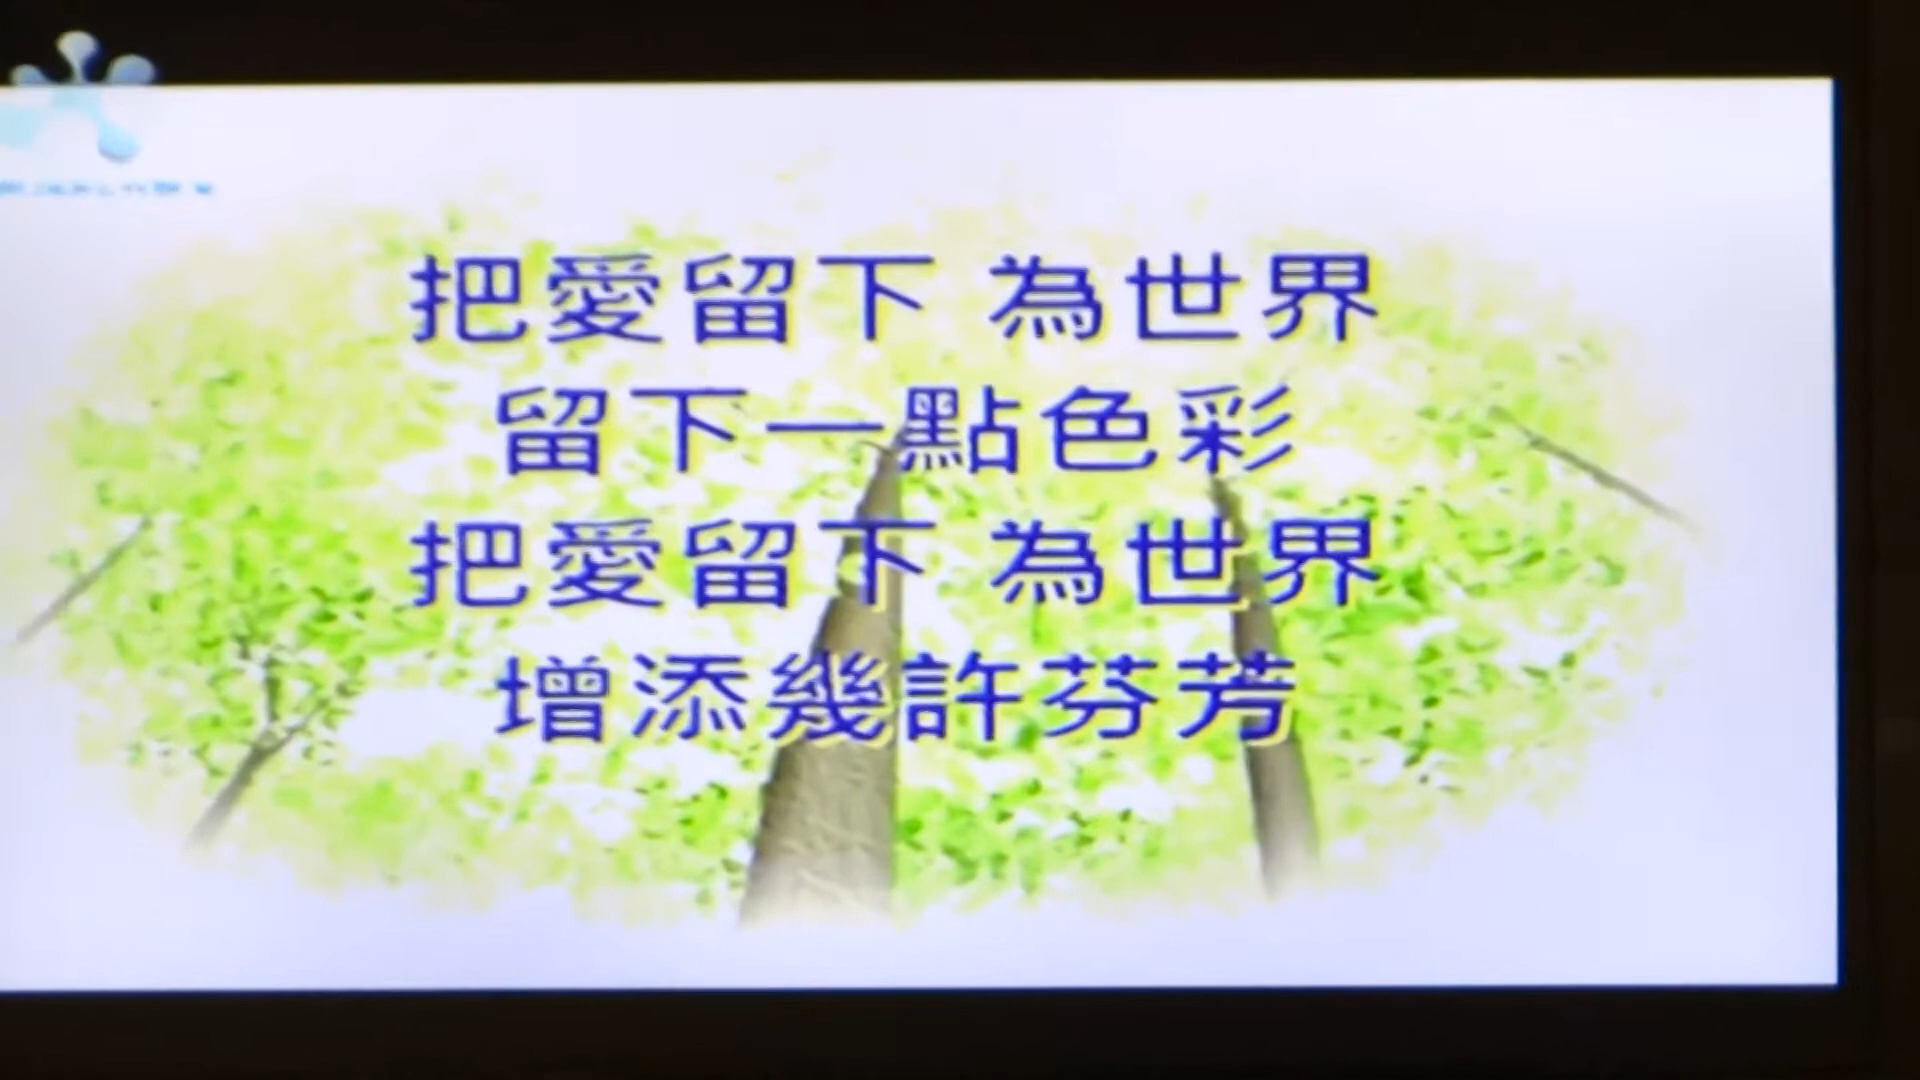 把愛留下 為世界
留下一點色彩
把愛留下 為世界
增添幾許芬芳